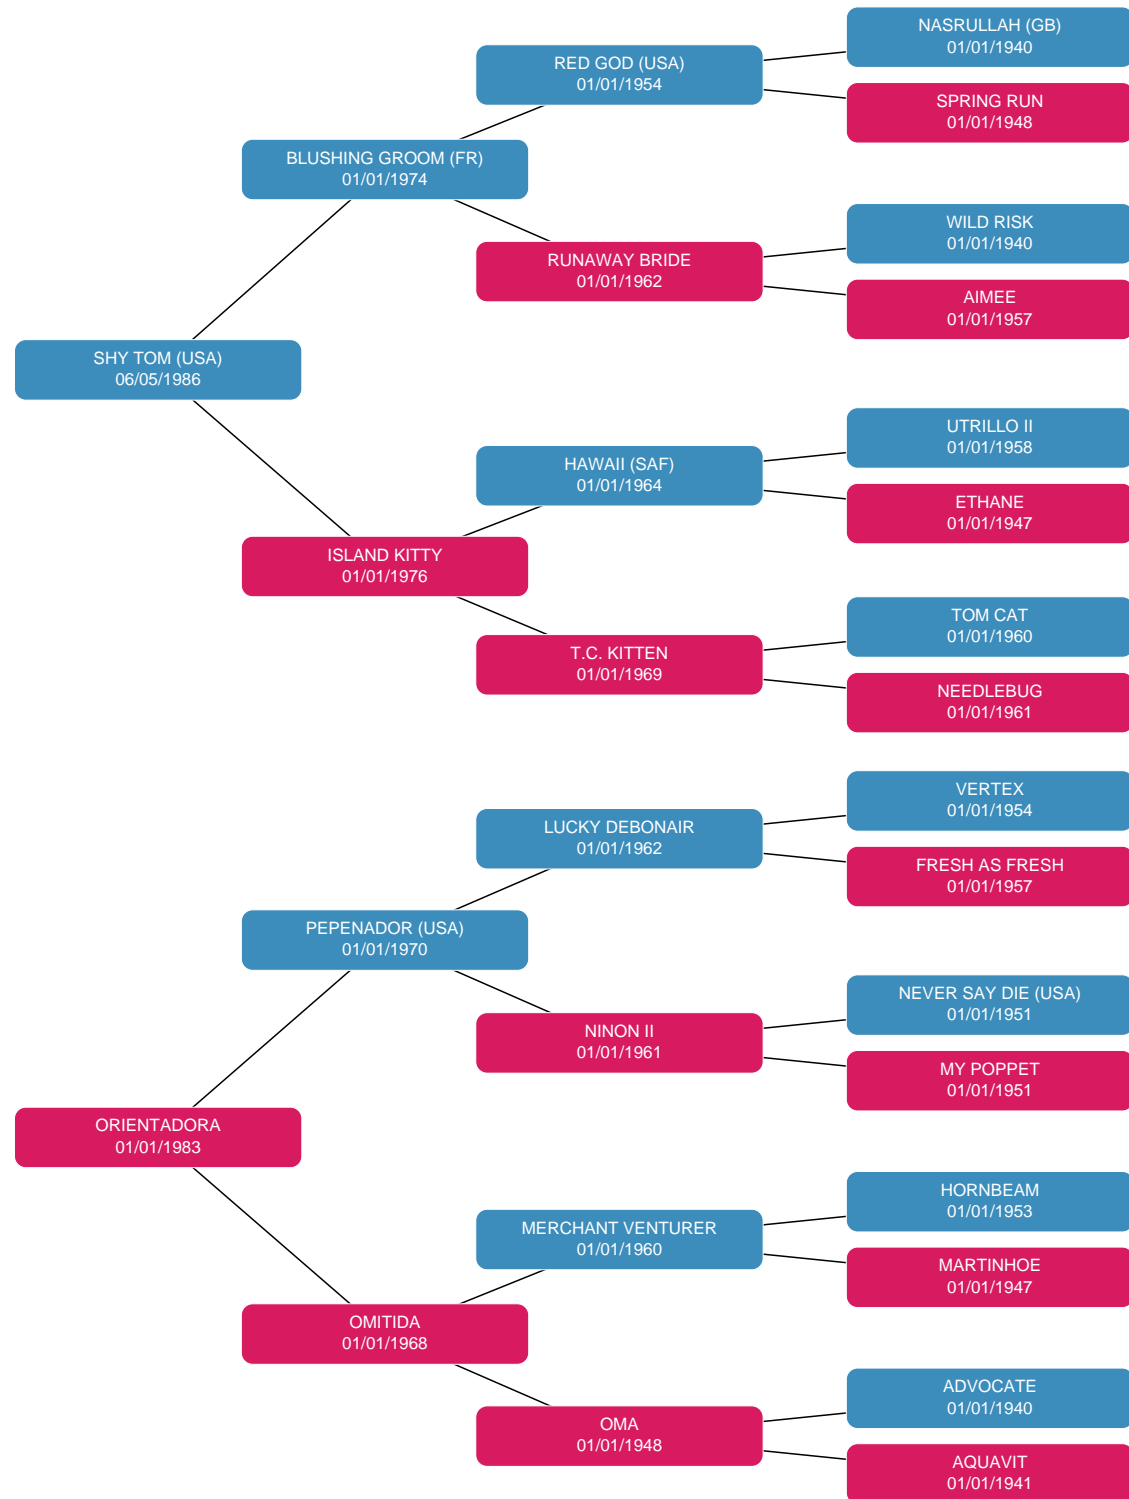 NASRULLAH (GB)
01/01/1940
RED GOD (USA)
01/01/1954
SPRING RUN
01/01/1948
BLUSHING GROOM (FR)
01/01/1974
WILD RISK
01/01/1940
RUNAWAY BRIDE
01/01/1962
AIMEE
01/01/1957
SHY TOM (USA)
06/05/1986
UTRILLO II
01/01/1958
HAWAII (SAF)
01/01/1964
ETHANE
01/01/1947
ISLAND KITTY
01/01/1976
TOM CAT
01/01/1960
T.C. KITTEN
01/01/1969
NEEDLEBUG
01/01/1961
VERTEX
01/01/1954
LUCKY DEBONAIR
01/01/1962
FRESH AS FRESH
01/01/1957
PEPENADOR (USA)
01/01/1970
NEVER SAY DIE (USA)
01/01/1951
NINON II
01/01/1961
MY POPPET
01/01/1951
ORIENTADORA
01/01/1983
HORNBEAM
01/01/1953
MERCHANT VENTURER
01/01/1960
MARTINHOE
01/01/1947
OMITIDA
01/01/1968
ADVOCATE
01/01/1940
OMA
01/01/1948
AQUAVIT
01/01/1941